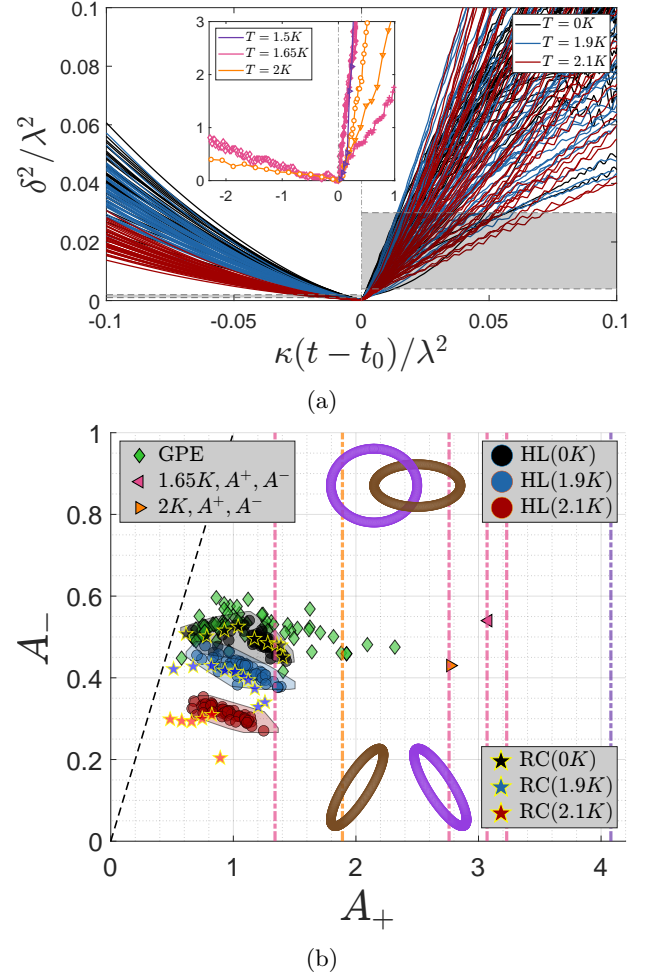 0.1
0.08
0.06
0.04
0.02
0
δ²/λ²
3
2
1
0
-2
-1
0
1
T = 1.5K
T = 1.65K
T = 2K
T = 0K
T = 1.9K
T = 2.1K
-0.1
-0.05
0
0.05
0.1
κ(t − t₀)/λ²
(a)
1
0.8
0.6
0.4
0.2
0
A₋
GPE
1.65K, A⁺, A⁻
2K, A⁺, A⁻
HL(0K)
HL(1.9K)
HL(2.1K)
RC(0K)
RC(1.9K)
RC(2.1K)
0
1
2
3
4
A₊
(b)